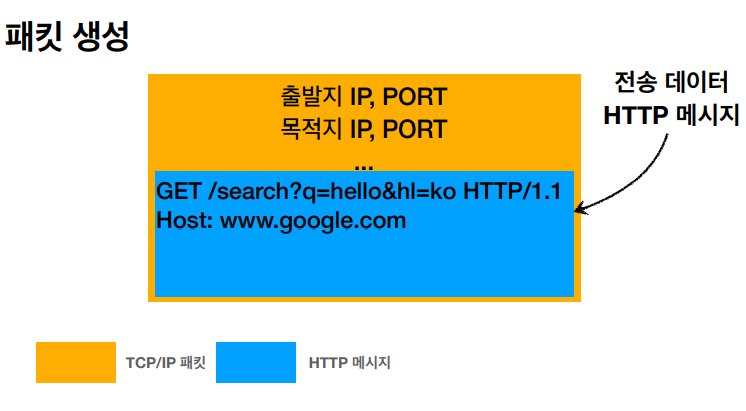 패킷 생성
전송 데이터
HTTP 메시지
출발지 IP, PORT
목적지 IP, PORT
...
GET /search?q=hello&hl=ko HTTP/1.1
Host: www.google.com
TCP/IP 패킷
HTTP 메시지